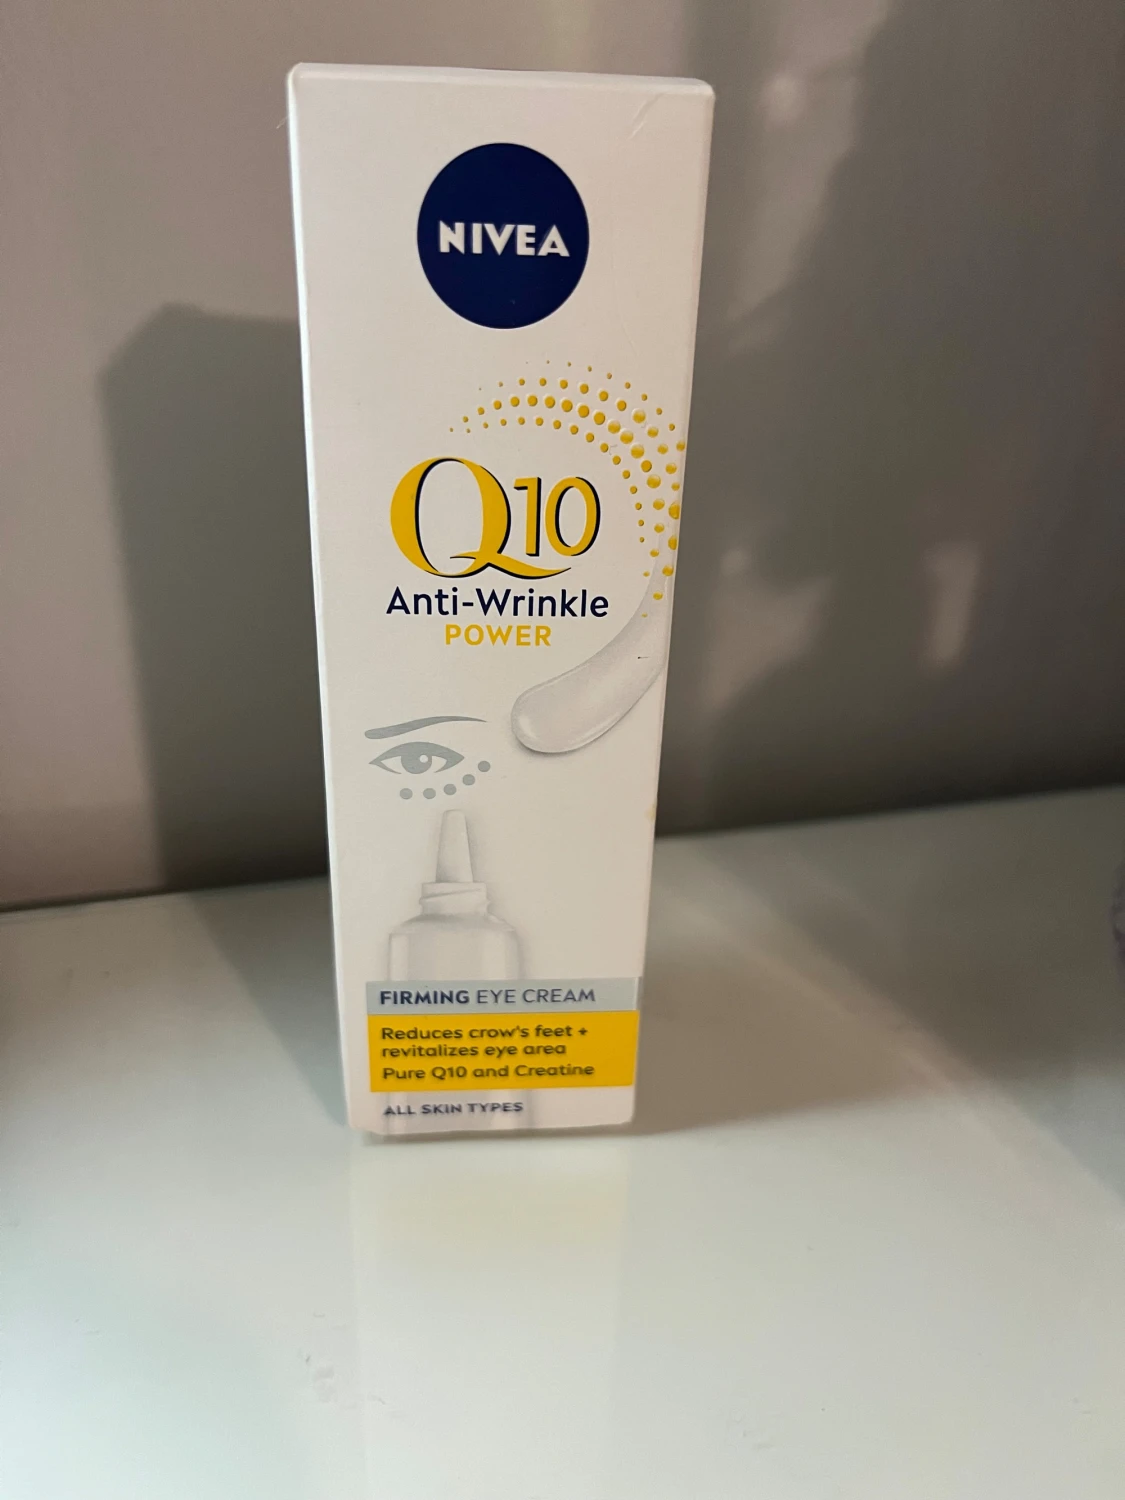 NIVEA
Q10
Anti-Wrinkle
POWER
FIRMING EYE CREAM
Reduces crow's feet +
revitalizes eye area
Pure Q10 and Creatine
ALL SKIN TYPES